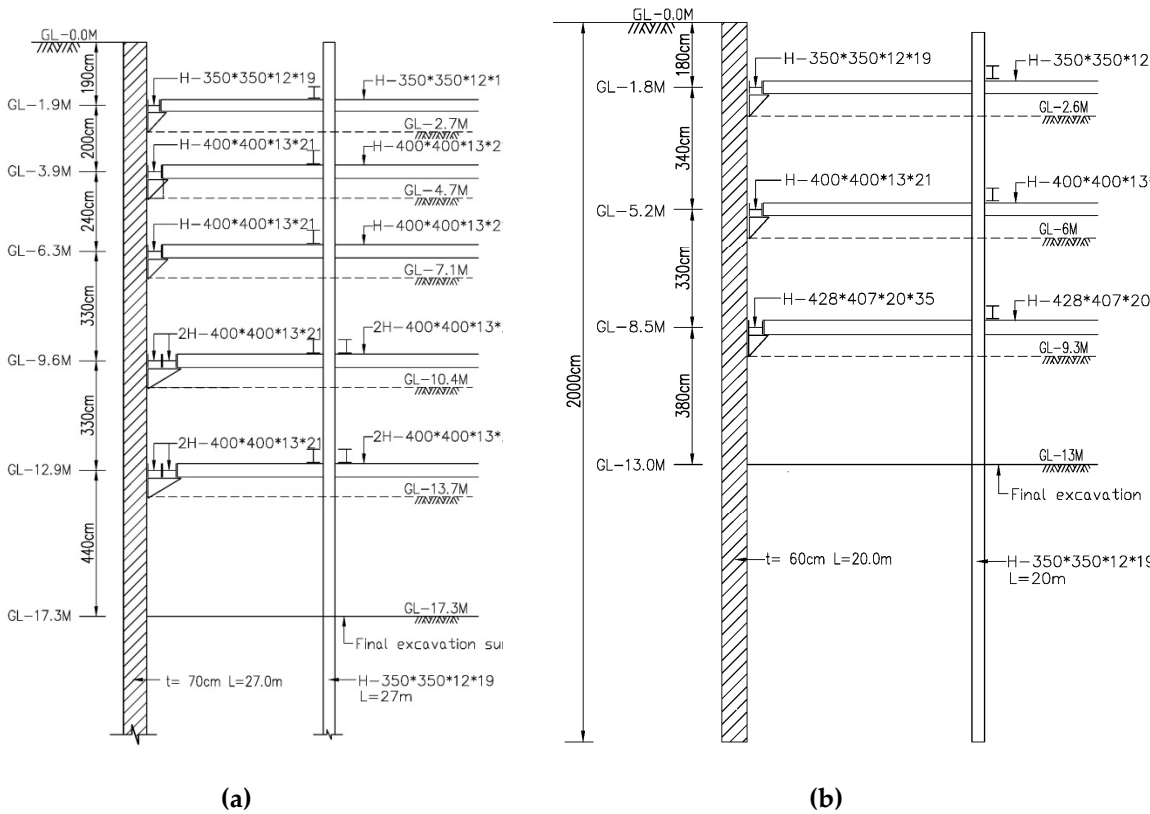 GL-0.0M
190cm
H-350*350*12*19
H-350*350*12*1
GL-1.9M
GL-2.7M
200cm
H-400*400*13*21
H-400*400*13*2
GL-3.9M
GL-4.7M
240cm
H-400*400*13*21
H-400*400*13*2
GL-6.3M
GL-7.1M
330cm
2H-400*400*13*21
2H-400*400*13*
GL-9.6M
GL-10.4M
330cm
2H-400*400*13*21
2H-400*400*13*
GL-12.9M
GL-13.7M
440cm
GL-17.3M
GL-17.3M
Final excavation su
t= 70cm L=27.0m
H-350*350*12*19
L=27m
(a)
GL-0.0M
180cm
H-350*350*12*19
H-350*350*12
GL-1.8M
GL-2.6M
340cm
H-400*400*13*21
H-400*400*13*
GL-5.2M
GL-6M
330cm
H-428*407*20*35
H-428*407*20
GL-8.5M
GL-9.3M
2000cm
380cm
GL-13.0M
GL-13M
Final excavation
t= 60cm L=20.0m
H-350*350*12*19
L=20m
(b)